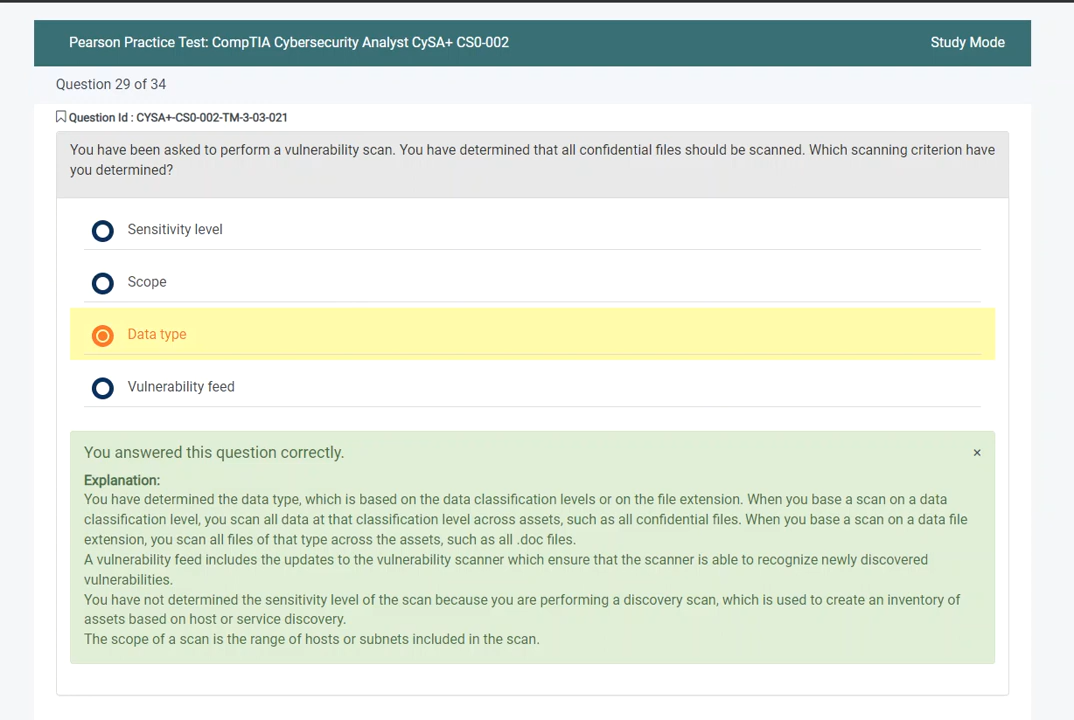 Pearson Practice Test: CompTIA Cybersecurity Analyst CySA+ CS0-002
Study Mode
Question 29 of 34
Question Id : CYSA+-CS0-002-TM-3-03-021
You have been asked to perform a vulnerability scan. You have determined that all confidential files should be scanned. Which scanning criterion have
you determined?
Sensitivity level
Scope
Data type
Vulnerability feed
You answered this question correctly.
×
Explanation:
You have determined the data type, which is based on the data classification levels or on the file extension. When you base a scan on a data
classification level, you scan all data at that classification level across assets, such as all confidential files. When you base a scan on a data file
extension, you scan all files of that type across the assets, such as all .doc files.
A vulnerability feed includes the updates to the vulnerability scanner which ensure that the scanner is able to recognize newly discovered
vulnerabilities.
You have not determined the sensitivity level of the scan because you are performing a discovery scan, which is used to create an inventory of
assets based on host or service discovery.
The scope of a scan is the range of hosts or subnets included in the scan.